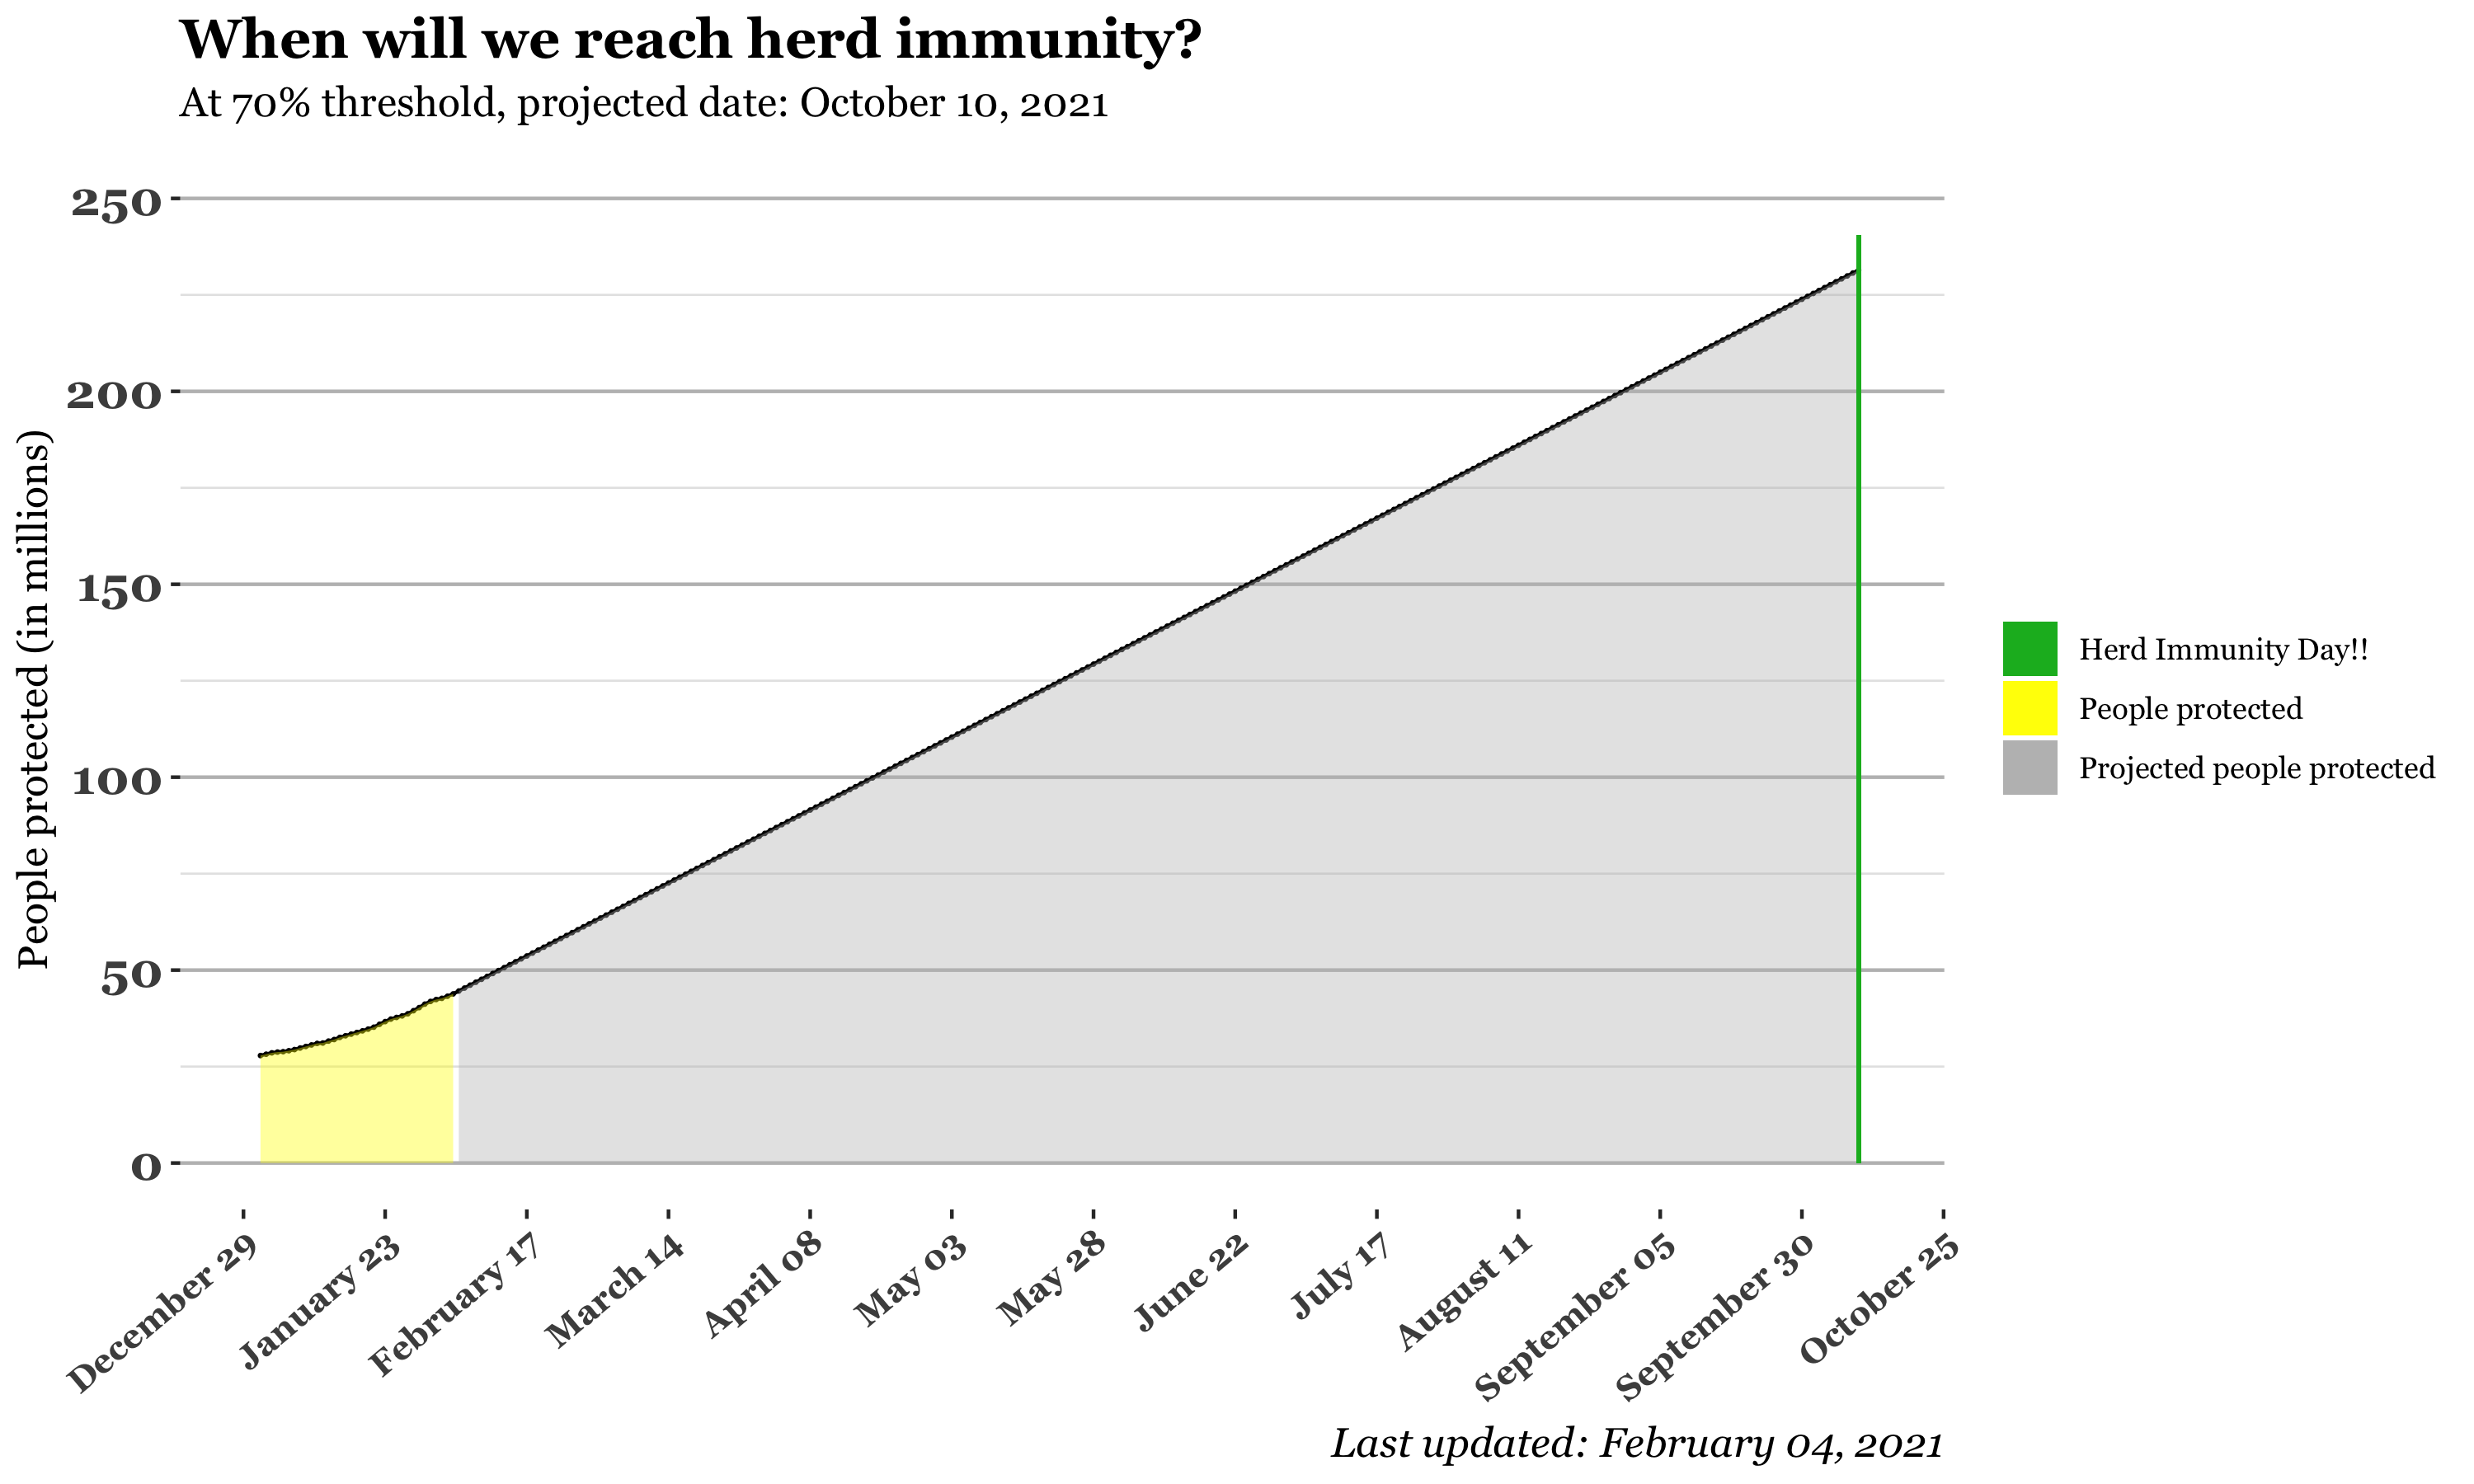 When will we reach herd immunity?
At 70% threshold, projected date: October 10, 2021
People protected (in millions)
250
200
150
100
50
0
December 29
January 23
February 17
March 14
April 08
May 03
May 28
June 22
July 17
August 11
September 05
September 30
October 25
Herd Immunity Day!!
People protected
Projected people protected
Last updated: February 04, 2021